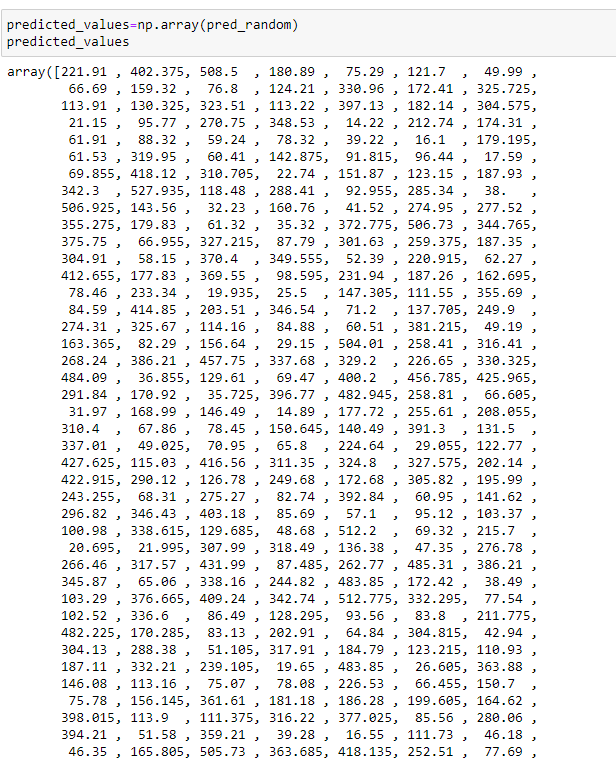 predicted_values=np.array(pred_random)
predicted_values
array([221.91 , 402.375, 508.5  , 180.89 ,  75.29 , 121.7  ,  49.99 ,
        66.69 , 159.32 ,  76.8  , 124.21 , 330.96 , 172.41 , 325.725,
       113.91 , 130.325, 323.51 , 113.22 , 397.13 , 182.14 , 304.575,
        21.15 ,  95.77 , 270.75 , 348.53 ,  14.22 , 212.74 , 174.31 ,
        61.91 ,  88.32 ,  59.24 ,  78.32 ,  39.22 ,  16.1  , 179.195,
        61.53 , 319.95 ,  60.41 , 142.875,  91.815,  96.44 ,  17.59 ,
        69.855, 418.12 , 310.705,  22.74 , 151.87 , 123.15 , 187.93 ,
       342.3  , 527.935, 118.48 , 288.41 ,  92.955, 285.34 ,  38.   ,
       506.925, 143.56 ,  32.23 , 160.76 ,  41.52 , 274.95 , 277.52 ,
       355.275, 179.83 ,  61.32 ,  35.32 , 372.775, 506.73 , 344.765,
       375.75 ,  66.955, 327.215,  87.79 , 301.63 , 259.375, 187.35 ,
       304.91 ,  58.15 , 370.4  , 349.555,  52.39 , 220.915,  62.27 ,
       412.655, 177.83 , 369.55 ,  98.595, 231.94 , 187.26 , 162.695,
        78.46 , 233.34 ,  19.935,  25.5  , 147.305, 111.55 , 355.69 ,
        84.59 , 414.85 , 203.51 , 346.54 ,  71.2  , 137.705, 249.9  ,
       274.31 , 325.67 , 114.16 ,  84.88 ,  60.51 , 381.215,  49.19 ,
       163.365,  82.29 , 156.64 ,  29.15 , 504.01 , 258.41 , 316.41 ,
       268.24 , 386.21 , 457.75 , 337.68 , 329.2  , 226.65 , 330.325,
       484.09 ,  36.855, 129.61 ,  69.47 , 400.2  , 456.785, 425.965,
       291.84 , 170.92 ,  35.725, 396.77 , 482.945, 258.81 ,  66.605,
        31.97 , 168.99 , 146.49 ,  14.89 , 177.72 , 255.61 , 208.055,
       310.4  ,  67.86 ,  78.45 , 150.645, 140.49 , 391.3  , 131.5  ,
       337.01 ,  49.025,  70.95 ,  65.8  , 224.64 ,  29.055, 122.77 ,
       427.625, 115.03 , 416.56 , 311.35 , 324.8  , 327.575, 202.14 ,
       422.915, 290.12 , 126.78 , 249.68 , 172.68 , 305.82 , 195.99 ,
       243.255,  68.31 , 275.27 ,  82.74 , 392.84 ,  60.95 , 141.62 ,
       296.82 , 346.43 , 403.18 ,  85.69 ,  57.1  ,  95.12 , 103.37 ,
       100.98 , 338.615, 129.685,  48.68 , 512.2  ,  69.32 , 215.7  ,
        20.695,  21.995, 307.99 , 318.49 , 136.38 ,  47.35 , 276.78 ,
       266.46 , 317.57 , 431.99 ,  87.485, 262.77 , 485.31 , 386.21 ,
       345.87 ,  65.06 , 338.16 , 244.82 , 483.85 , 172.42 ,  38.49 ,
       103.29 , 376.665, 409.24 , 342.74 , 512.775, 332.295,  77.54 ,
       102.52 , 336.6  ,  86.49 , 128.295,  93.56 ,  83.8  , 211.775,
       482.225, 170.285,  83.13 , 202.91 ,  64.84 , 304.815,  42.94 ,
       304.13 , 288.38 ,  51.105, 317.91 , 184.79 , 123.215, 110.93 ,
       187.11 , 332.21 , 239.105,  19.65 , 483.85 ,  26.605, 363.88 ,
       146.08 , 113.16 ,  75.07 ,  78.08 , 226.53 ,  66.455, 150.7  ,
        75.78 , 156.145, 361.61 , 181.18 , 186.28 , 199.605, 164.62 ,
       398.015, 113.9  , 111.375, 316.22 , 377.025,  85.56 , 280.06 ,
       394.21 ,  51.58 , 359.21 ,  39.28 ,  16.55 , 111.73 ,  46.18 ,
        46.35 , 165.805, 505.73 , 363.685, 418.135, 252.51 ,  77.69 ,